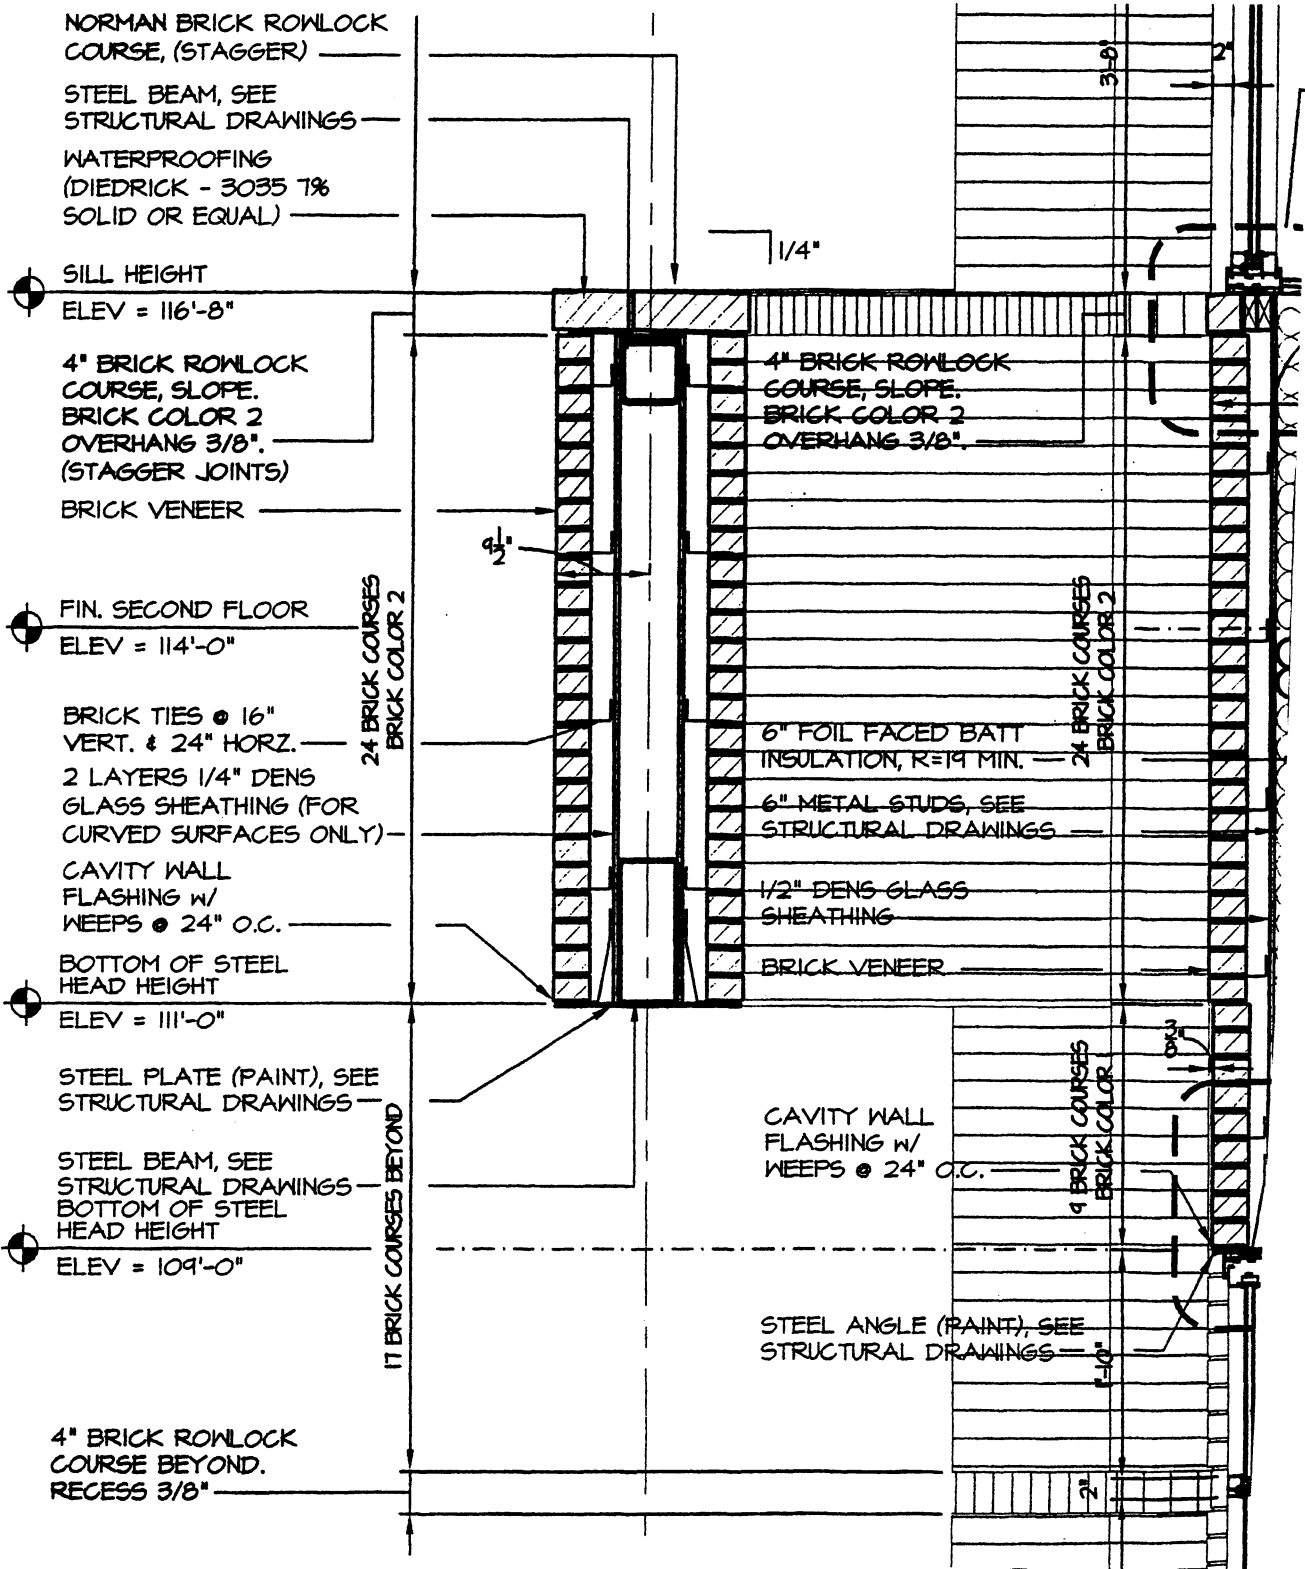 NORMAN BRICK ROWLOCK
COURSE, (STAGGER)
STEEL BEAM, SEE
STRUCTURAL DRAWINGS
WATERPROOFING
(DIEDRICK - 3035 7%
SOLID OR EQUAL)
SILL HEIGHT
ELEV = 116'-8"
4" BRICK ROWLOCK
COURSE, SLOPE.
BRICK COLOR 2
OVERHANG 3/8".
(STAGGER JOINTS)
BRICK VENEER
FIN. SECOND FLOOR
ELEV = 114'-0"
BRICK TIES @ 16"
VERT. & 24" HORZ.
2 LAYERS 1/4" DENS
GLASS SHEATHING (FOR
CURVED SURFACES ONLY)
CAVITY WALL
FLASHING W/
WEEPS @ 24" O.C.
BOTTOM OF STEEL
HEAD HEIGHT
ELEV = 111'-0"
STEEL PLATE (PAINT), SEE
STRUCTURAL DRAWINGS
STEEL BEAM, SEE
STRUCTURAL DRAWINGS
BOTTOM OF STEEL
HEAD HEIGHT
ELEV = 109'-0"
4" BRICK ROWLOCK
COURSE BEYOND.
RECESS 3/8"
24 BRICK COURSES
BRICK COLOR 2
17 BRICK COURSES BEYOND
9 1/2"
1/4"
3'-8"
2"
4" BRICK ROWLOCK
COURSE, SLOPE.
BRICK COLOR 2
OVERHANG 3/8".
24 BRICK COURSES
BRICK COLOR 2
6" FOIL FACED BATT
INSULATION, R=19 MIN.
6" METAL STUDS, SEE
STRUCTURAL DRAWINGS
1/2" DENS GLASS
SHEATHING
BRICK VENEER
3/8"
9 BRICK COURSES
BRICK COLOR 1
CAVITY WALL
FLASHING W/
WEEPS @ 24" O.C.
STEEL ANGLE (PAINT), SEE
STRUCTURAL DRAWINGS
1'-10"
2"